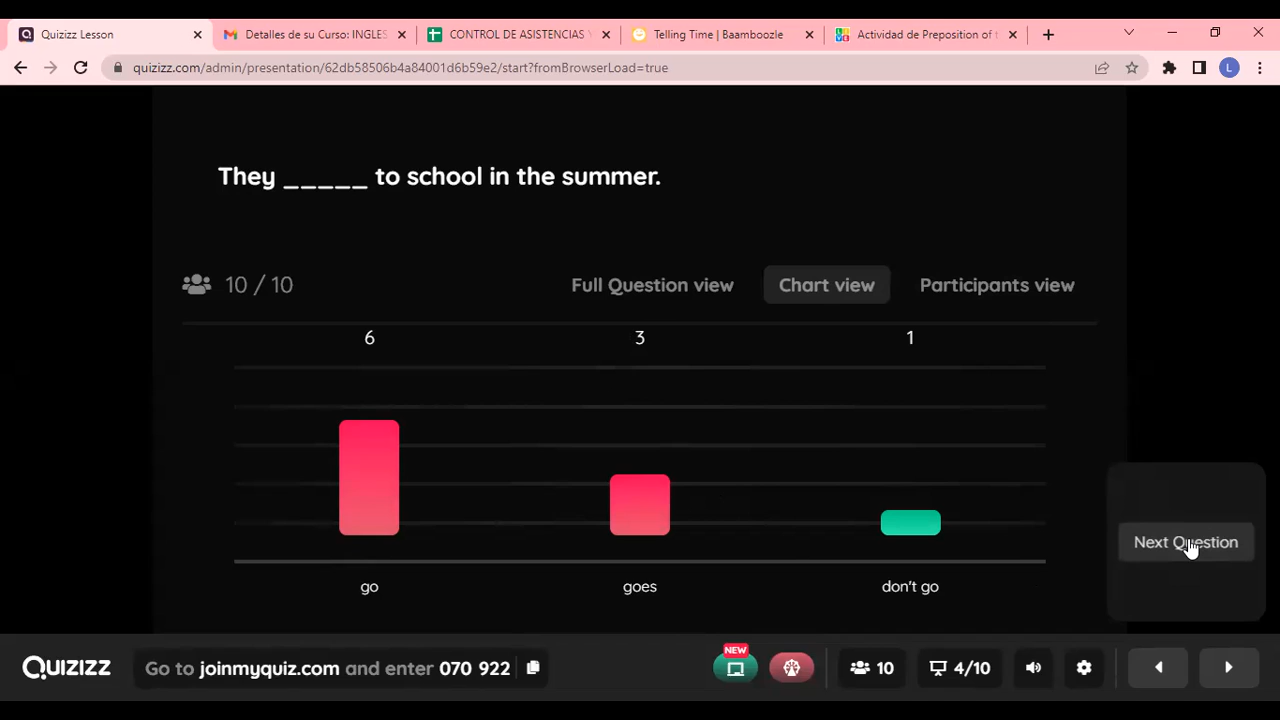 Quizizz Lesson
Detalles de su Curso: INGLES
CONTROL DE ASISTENCIAS
Telling Time | Baamboozle
Actividad de Preposition of
quizizz.com/admin/presentation/62db58506b4a84001d6b59e2/start?fromBrowserLoad=true
L
They _____ to school in the summer.
10 / 10
Full Question view
Chart view
Participants view
6
3
1
go
goes
don't go
Next Question
QUIZIZZ
Go to joinmyquiz.com and enter 070 922
NEW
10
4/10